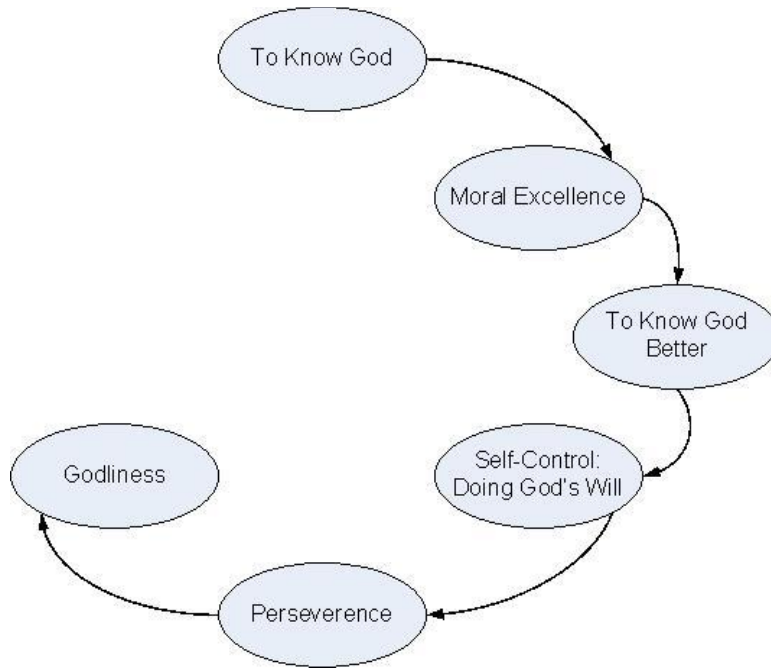 To Know God
Moral Excellence
To Know God
Better
Self-Control:
Doing God's Will
Perseverence
Godliness